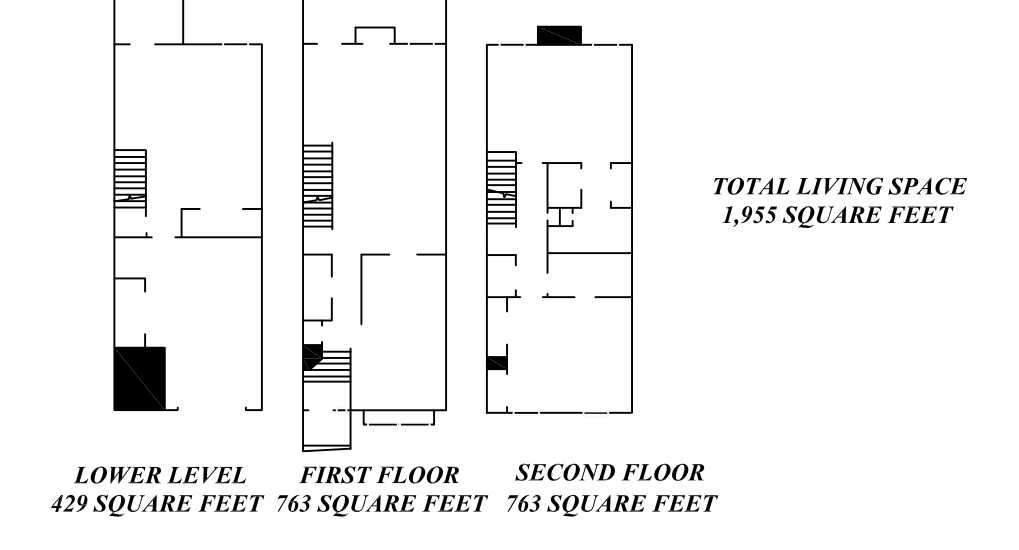 TOTAL LIVING SPACE
1,955 SQUARE FEET
LOWER LEVEL
429 SQUARE FEET
FIRST FLOOR
763 SQUARE FEET
SECOND FLOOR
763 SQUARE FEET